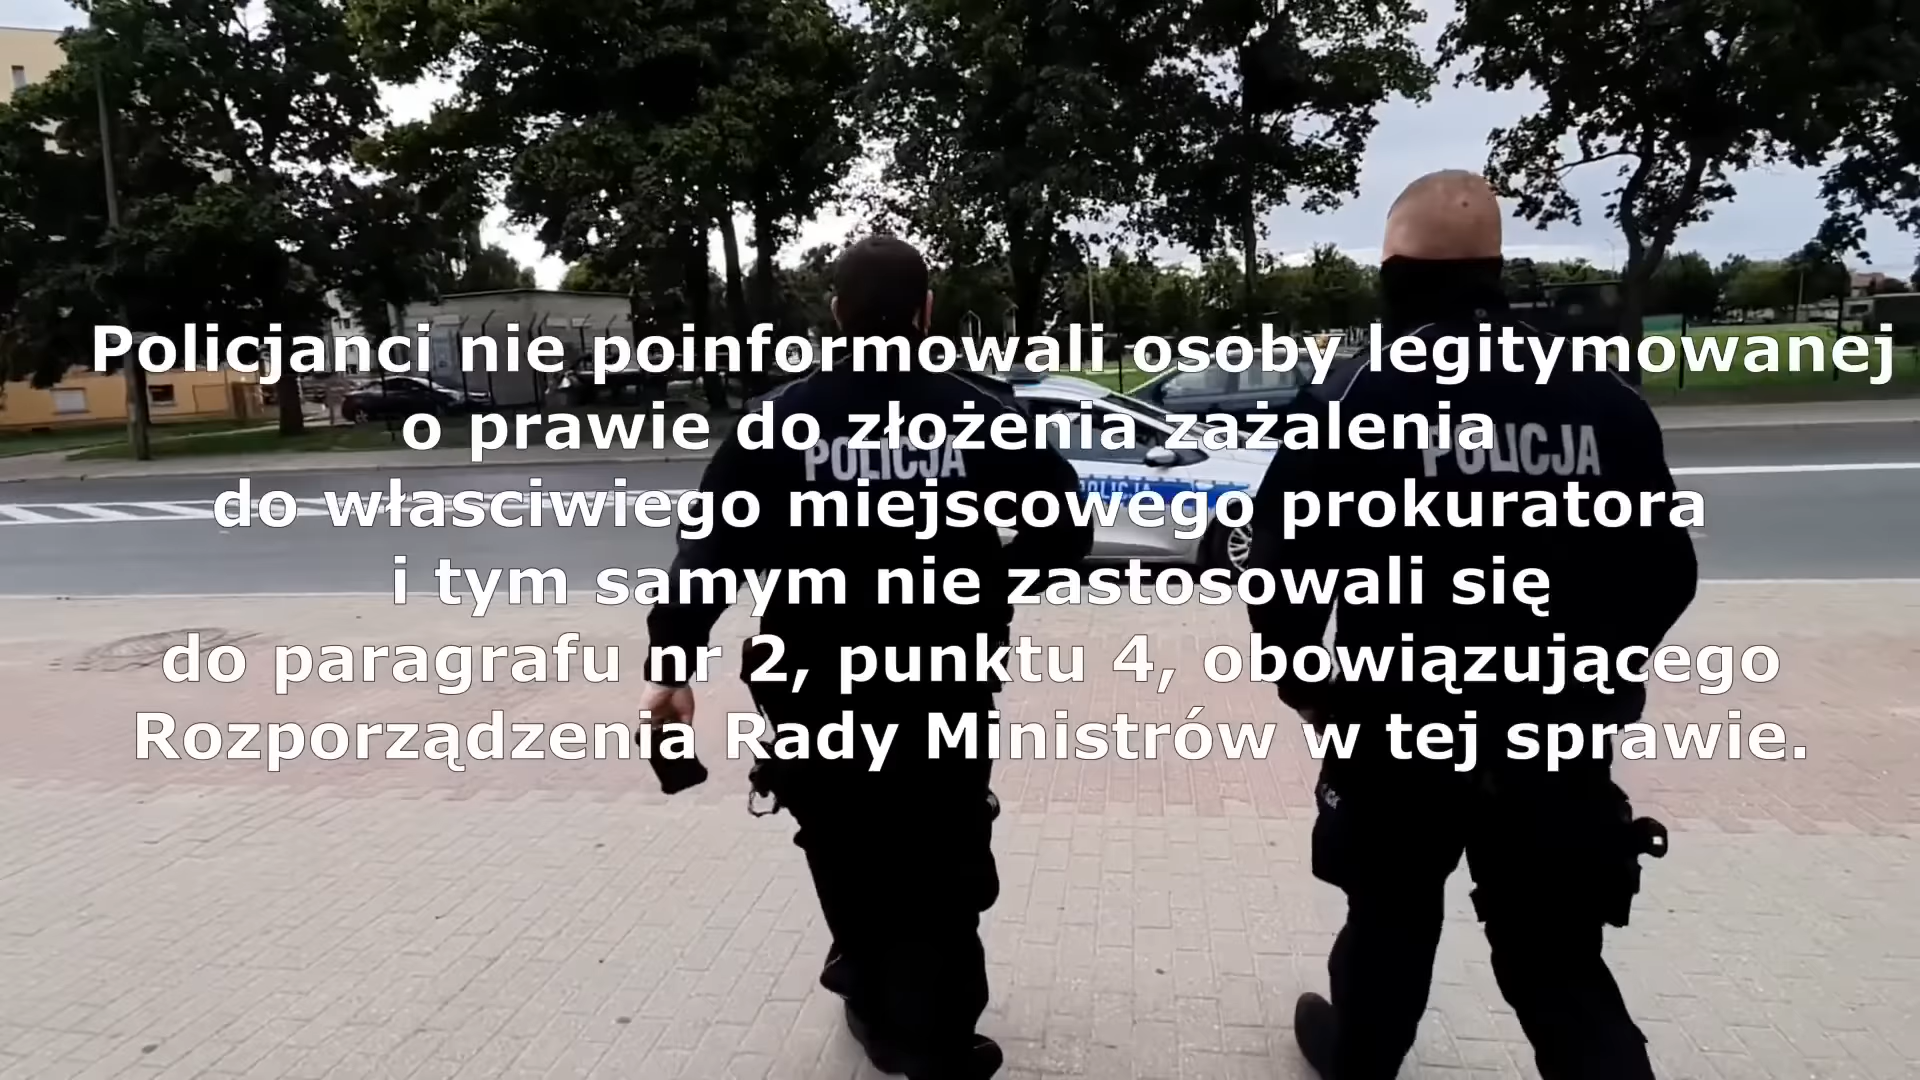 Policjanci nie poinformowali osoby legitymowanej
o prawie do złożenia zażalenia
do własciwiego miejscowego prokuratora
i tym samym nie zastosowali się
do paragrafu nr 2, punktu 4, obowiązującego
Rozporządzenia Rady Ministrów w tej sprawie.
POLICJA
POLICJA
POLICJA